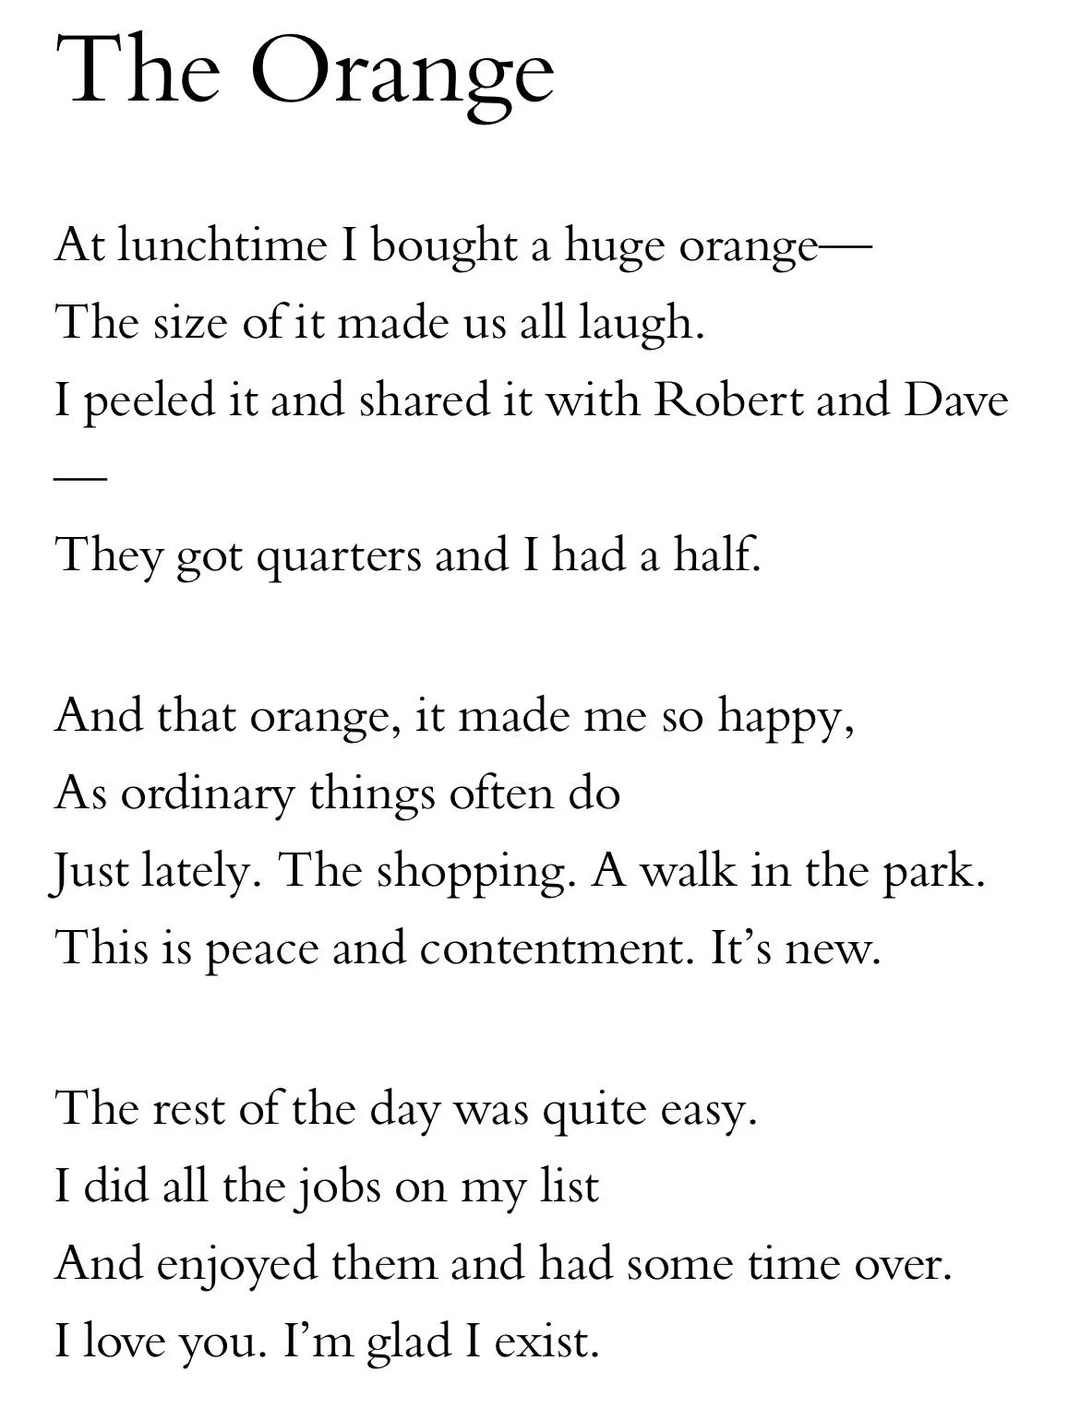 The Orange
At lunchtime I bought a huge orange—
The size of it made us all laugh.
I peeled it and shared it with Robert and Dave
—
They got quarters and I had a half.
And that orange, it made me so happy,
As ordinary things often do
Just lately. The shopping. A walk in the park.
This is peace and contentment. It’s new.
The rest of the day was quite easy.
I did all the jobs on my list
And enjoyed them and had some time over.
I love you. I’m glad I exist.